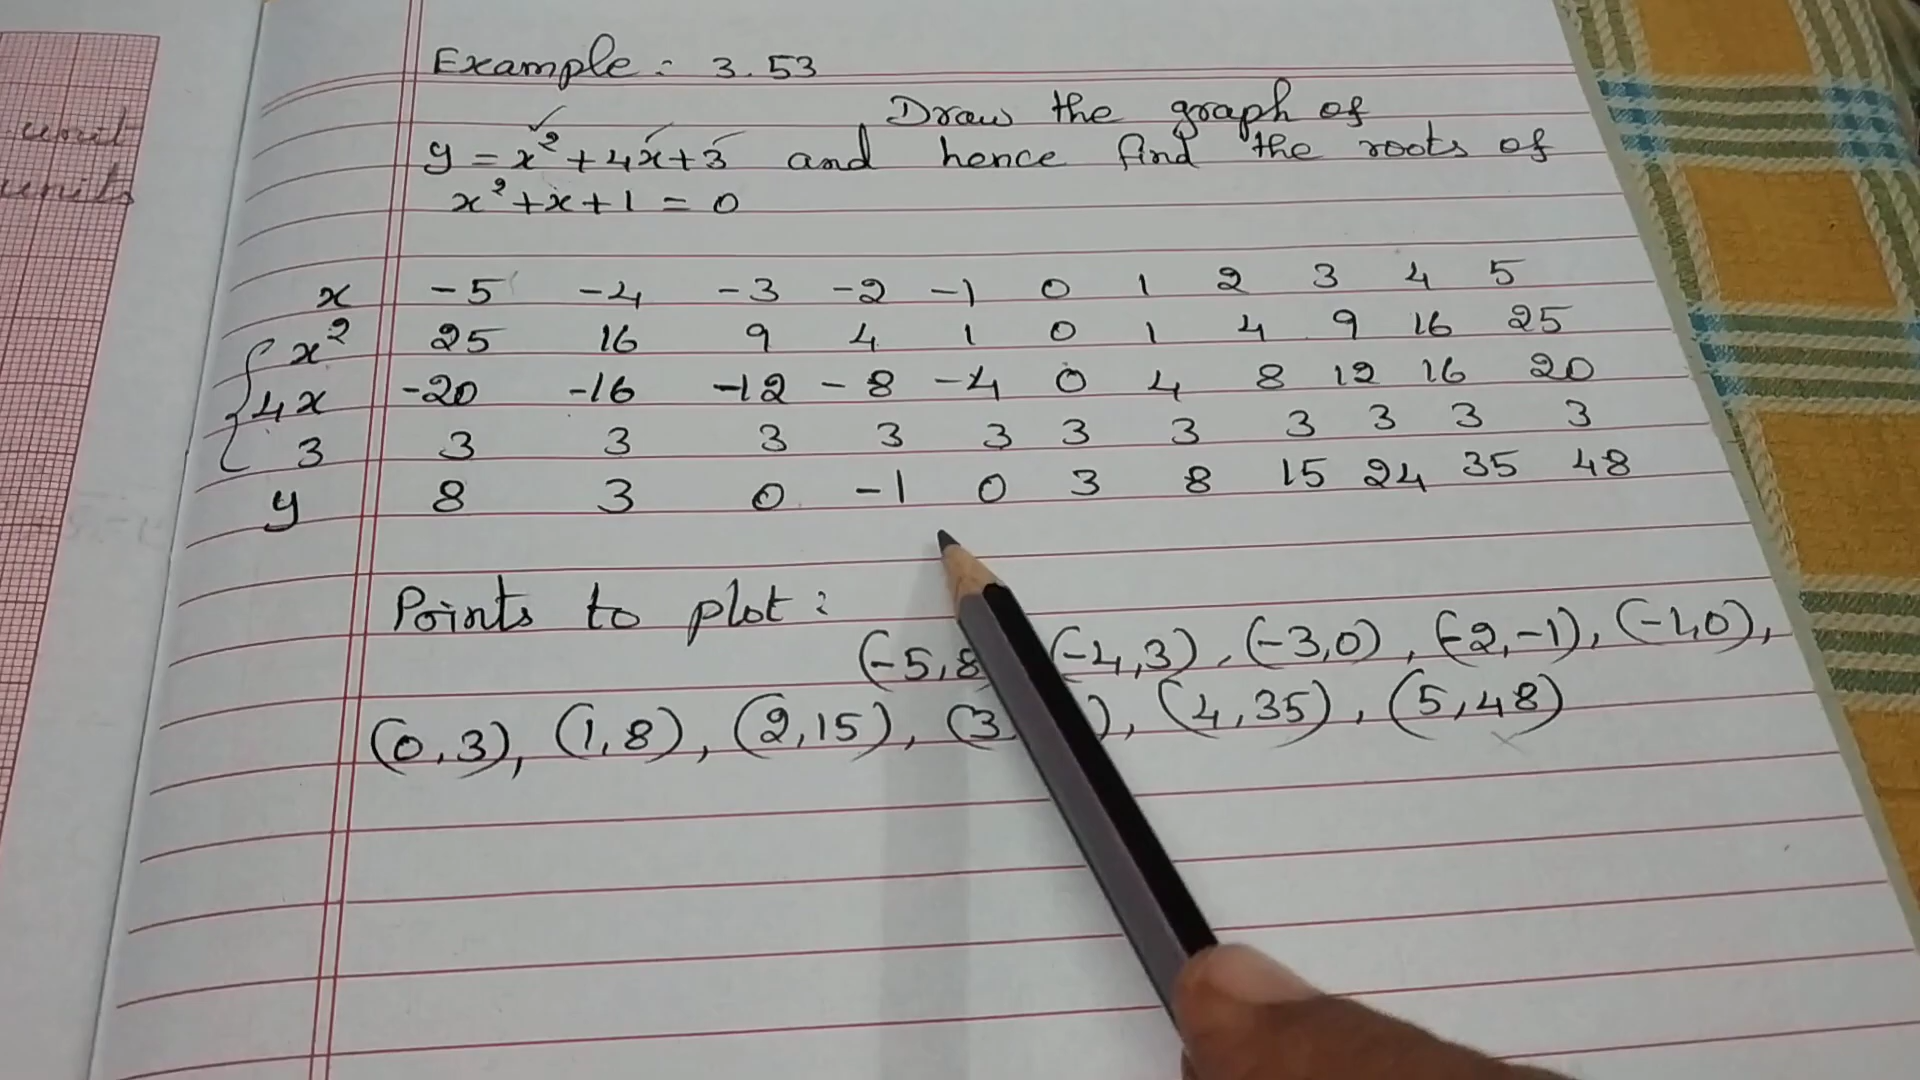 unit
units
Example: 3.53
Draw the graph of
y = x² + 4x + 3 and hence find the roots of
x² + x + 1 = 0
x -5 -4 -3 -2 -1 0 1 2 3 4 5
x² 25 16 9 4 1 0 1 4 9 16 25
4x -20 -16 -12 -8 -4 0 4 8 12 16 20
3 3 3 3 3 3 3 3 3 3 3 3
y 8 3 0 -1 0 3 8 15 24 35 48
Points to plot:
(-5,8 (-4,3), (-3,0), (-2,-1), (-1,0),
(0,3), (1,8), (2,15), (3, ), (4,35), (5,48)